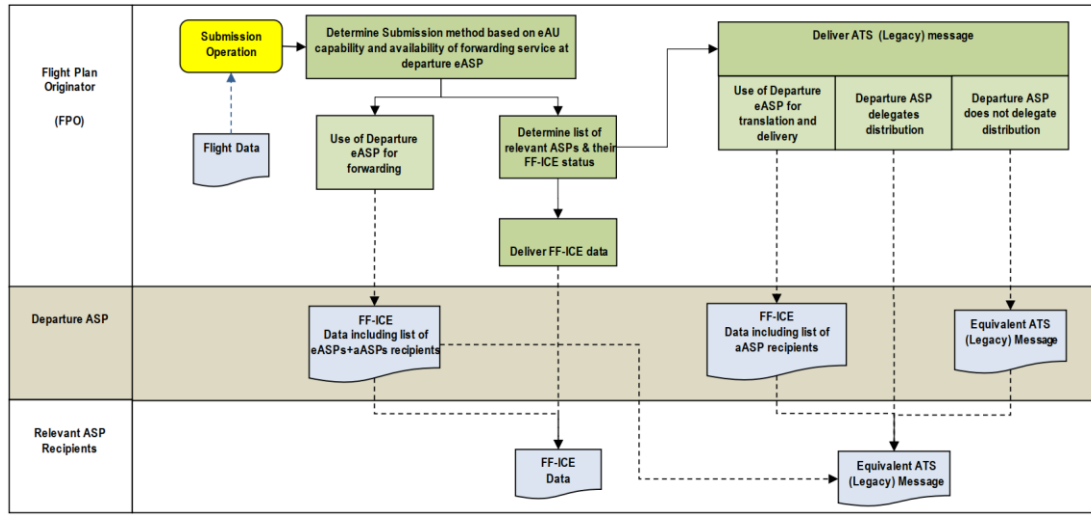 Flight Plan
Originator
(FPO)
Submission
Operation
Flight Data
Determine Submission method based on eAU
capability and availability of forwarding service at
departure eASP
Use of Departure
eASP for
forwarding
Determine list of
relevant ASPs & their
FF-ICE status
Deliver FF-ICE data
Deliver ATS (Legacy) message
Use of Departure
eASP for
translation and
delivery
Departure ASP
delegates
distribution
Departure ASP
does not delegate
distribution
Departure ASP
FF-ICE
Data including list of
eASPs+aASPs recipients
FF-ICE
Data including list of
aASP recipients
Equivalent ATS
(Legacy) Message
Relevant ASP
Recipients
FF-ICE
Data
Equivalent ATS
(Legacy) Message